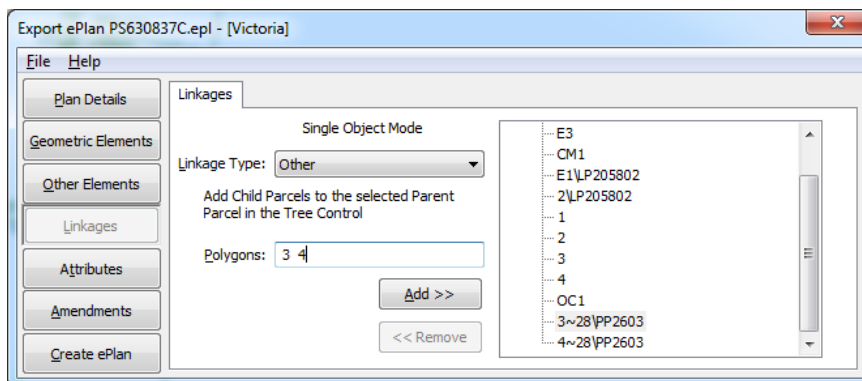 Export ePlan PS630837C.epl - [Victoria]
File Help
Plan Details
Geometric Elements
Other Elements
Linkages
Attributes
Amendments
Create ePlan
Linkages
Single Object Mode
Linkage Type: Other
Add Child Parcels to the selected Parent
Parcel in the Tree Control
Polygons: 3 4
Add >>
<< Remove
E3
CM1
E1\LP205802
2\LP205802
1
2
3
4
OC1
3~28\PP2603
4~28\PP2603